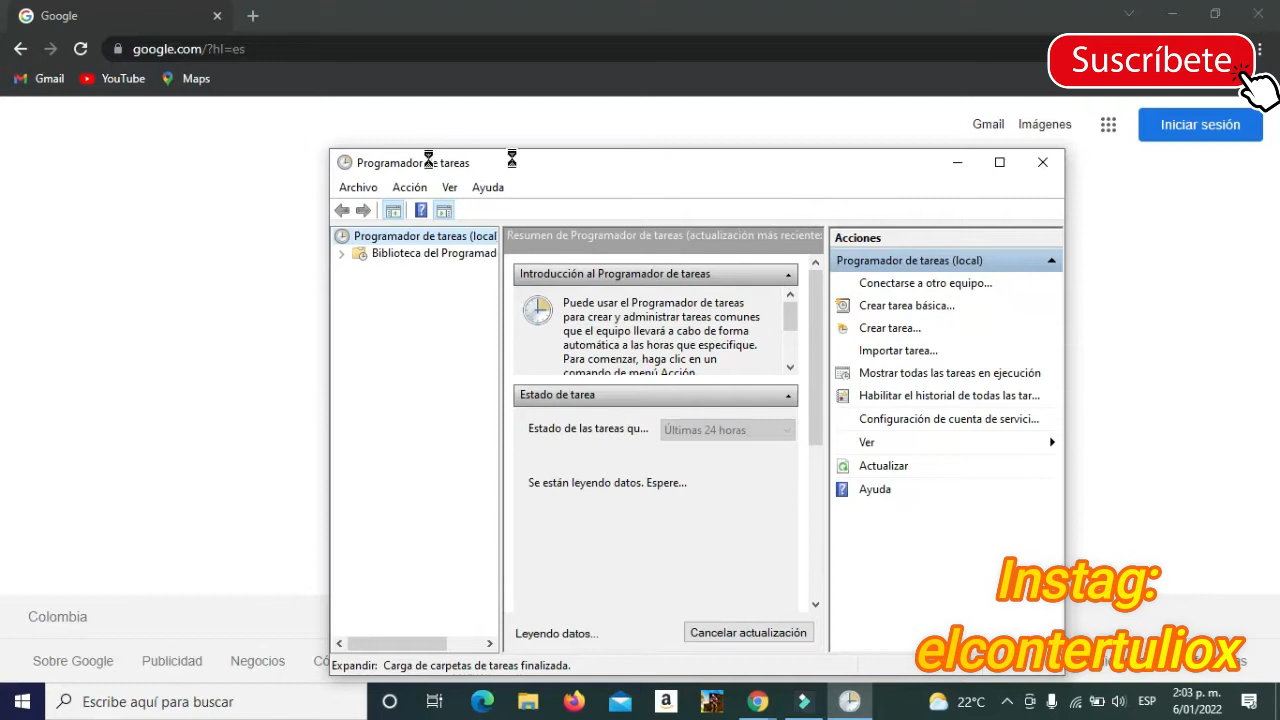 Google
google.com/?hl=es
Gmail
YouTube
Maps
Suscríbete
Gmail
Imágenes
Iniciar sesión
Programador de tareas
Archivo
Acción
Ver
Ayuda
Programador de tareas (local
Biblioteca del Programad
Resumen de Programador de tareas (actualización más reciente:
Introducción al Programador de tareas
Puede usar el Programador de tareas
para crear y administrar tareas comunes
que el equipo llevará a cabo de forma
automática a las horas que especifique.
Para comenzar, haga clic en un
comando de menú Acción.
Estado de tarea
Estado de las tareas qu...
Últimas 24 horas
Se están leyendo datos. Espere...
Leyendo datos...
Cancelar actualización
Acciones
Programador de tareas (local)
Conectarse a otro equipo...
Crear tarea básica...
Crear tarea...
Importar tarea...
Mostrar todas las tareas en ejecución
Habilitar el historial de todas las tar...
Configuración de cuenta de servici...
Ver
Actualizar
Ayuda
Expandir: Carga de carpetas de tareas finalizada.
Instag:
elcontertuliox
Colombia
Sobre Google
Publicidad
Negocios
Escribe aquí para buscar
22°C
ESP
2:03 p. m.
6/01/2022